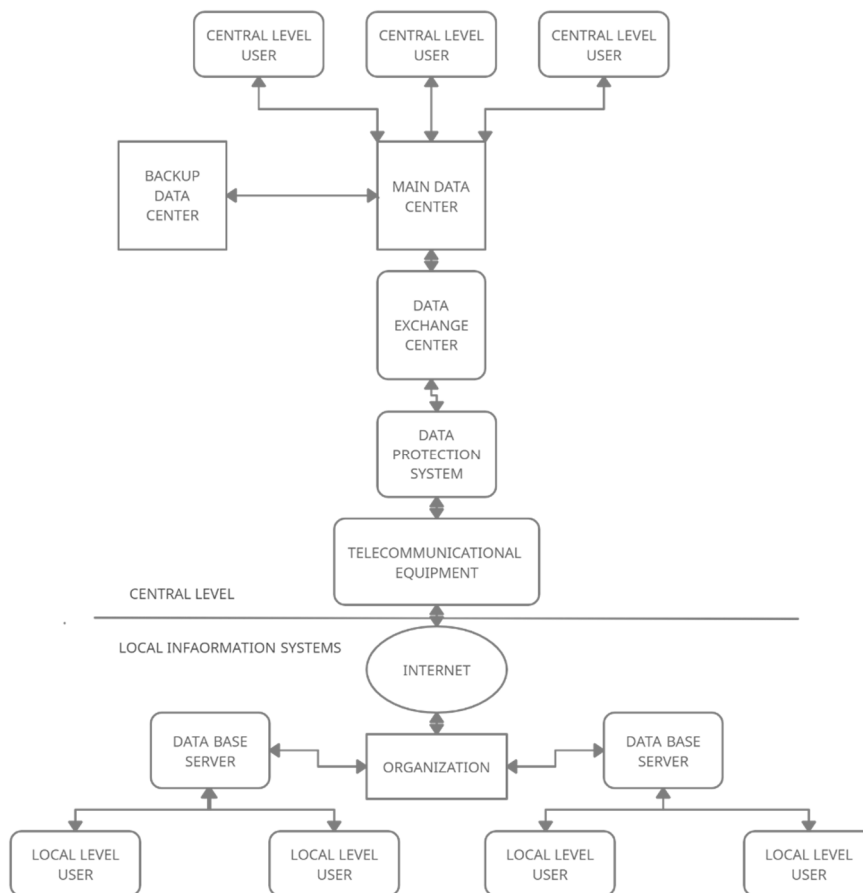 CENTRAL LEVEL
USER
CENTRAL LEVEL
USER
CENTRAL LEVEL
USER
BACKUP
DATA
CENTER
MAIN DATA
CENTER
DATA
EXCHANGE
CENTER
DATA
PROTECTION
SYSTEM
TELECOMMUNICATIONAL
EQUIPMENT
CENTRAL LEVEL
LOCAL INFAORMATION SYSTEMS
INTERNET
DATA BASE
SERVER
ORGANIZATION
DATA BASE
SERVER
LOCAL LEVEL
USER
LOCAL LEVEL
USER
LOCAL LEVEL
USER
LOCAL LEVEL
USER